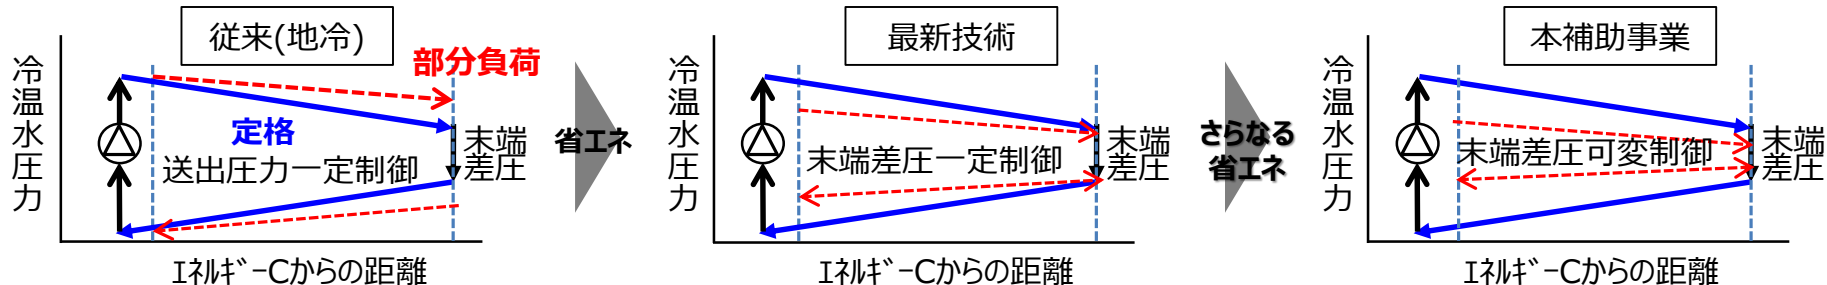 従来(地冷)
部分負荷
冷温水圧力
定格
送出圧力一定制御
末端
差圧
ｴﾈﾙｷﾞｰCからの距離
省エネ
最新技術
冷温水圧力
末端差圧一定制御
末端
差圧
ｴﾈﾙｷﾞｰCからの距離
さらなる
省エネ
本補助事業
冷温水圧力
末端差圧可変制御
末端
差圧
ｴﾈﾙｷﾞｰCからの距離